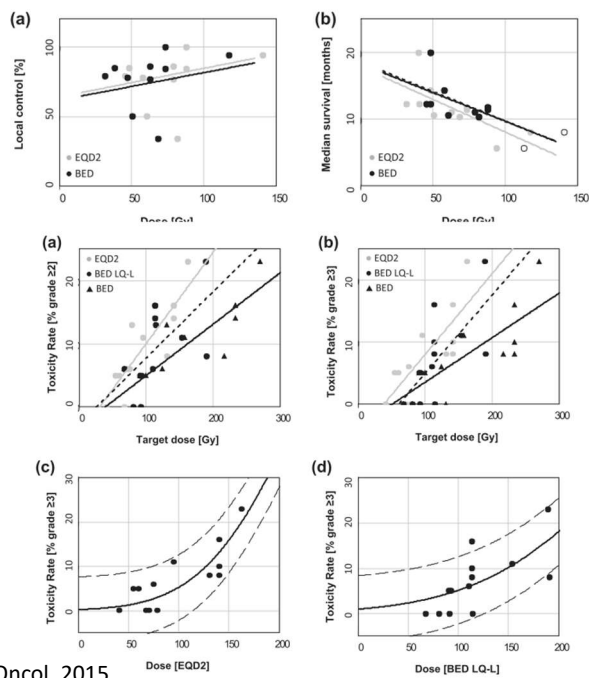 (a)
Local control [%]
100
50
0
EQD2
BED
0 50 100 150
Dose [Gy]
(b)
Median survival [months]
20
10
0
EQD2
BED
0 50 100 150
Dose [Gy]
(a)
Toxicity Rate [% grade ≥2]
20
10
0
EQD2
BED LQ-L
BED
0 100 200 300
Target dose [Gy]
(b)
Toxicity Rate [% grade ≥3]
20
10
0
EQD2
BED LQ-L
BED
0 100 200 300
Target dose [Gy]
(c)
Toxicity Rate [% grade ≥3]
30
20
10
0
0 50 100 150 200
Dose [EQD2]
(d)
Toxicity Rate [% grade ≥3]
30
20
10
0
0 50 100 150 200
Dose [BED LQ-L]
Oncol, 2015